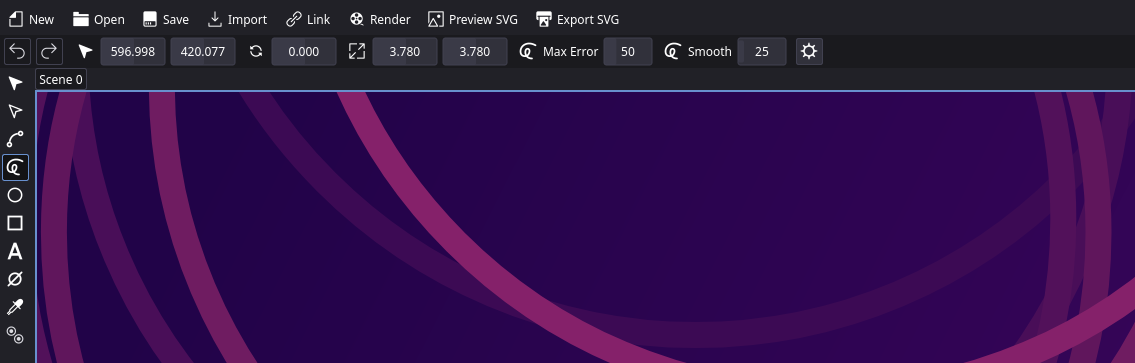 New Open Save Import Link Render Preview SVG Export SVG
596.998 420.077 0.000 3.780 3.780 Max Error 50 Smooth 25
Scene 0
A